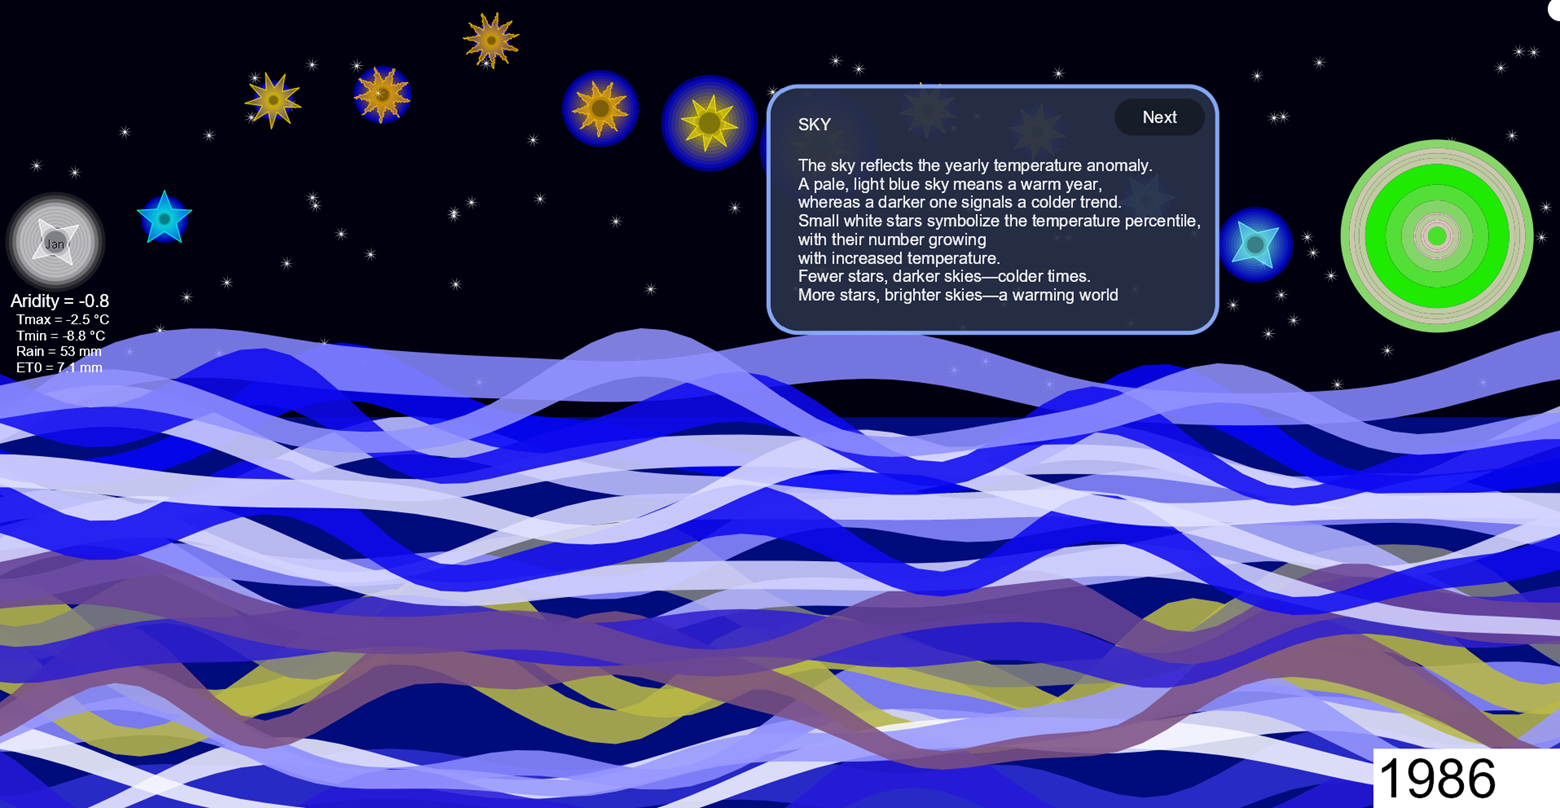 SKY
Next
The sky reflects the yearly temperature anomaly.
A pale, light blue sky means a warm year,
whereas a darker one signals a colder trend.
Small white stars symbolize the temperature percentile,
with their number growing
with increased temperature.
Fewer stars, darker skies—colder times.
More stars, brighter skies—a warming world
Jan
Aridity = -0.8
Tmax = -2.5 °C
Tmin = -8.8 °C
Rain = 53 mm
ET0 = 7.1 mm
1986